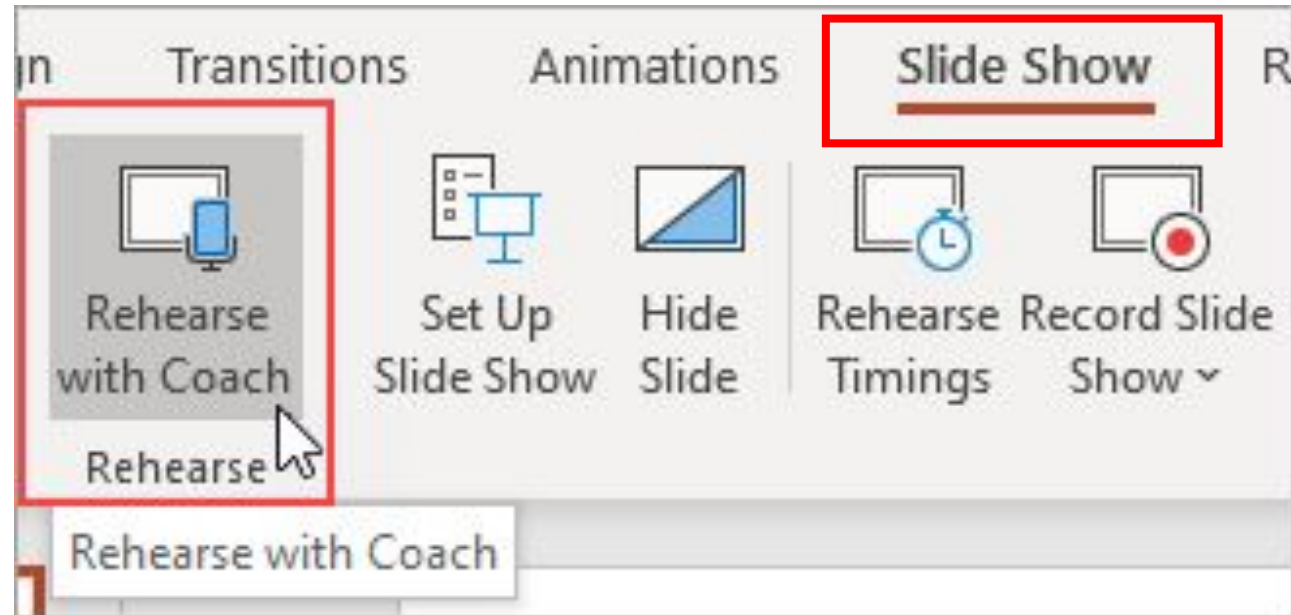 gn Transitions Animations Slide Show R
Rehearse with Coach
Set Up Slide Show
Hide Slide
Rehearse Timings
Record Slide Show
Rehearse
Rehearse with Coach